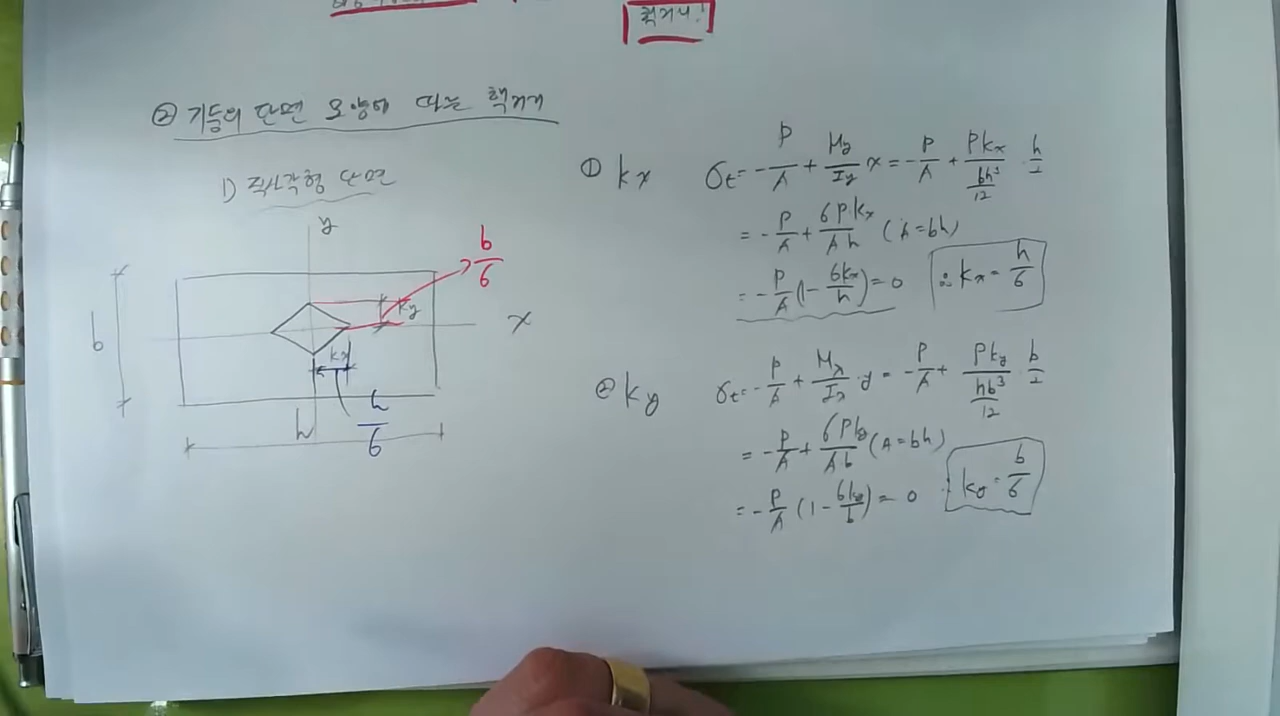 핵거리!
② 기둥의 단면 모양에 따른 핵거리
1) 직사각형 단면
y
b/6
b
ky
x
kx
h
h/6
① kx σt = -P/A + My/Iy x = -P/A + Pkx/(bh³/12) · h/2
= -P/A + 6Pkx/Ah (A=bh)
= -P/A (1 - 6kx/h) = 0 ∴ kx = h/6
② ky σt = -P/A + Mx/Ix · y = -P/A + Pky/(hb³/12) · b/2
= -P/A + 6Pky/Ab (A=bh)
= -P/A (1 - 6ky/b) = 0 ∴ ky = b/6